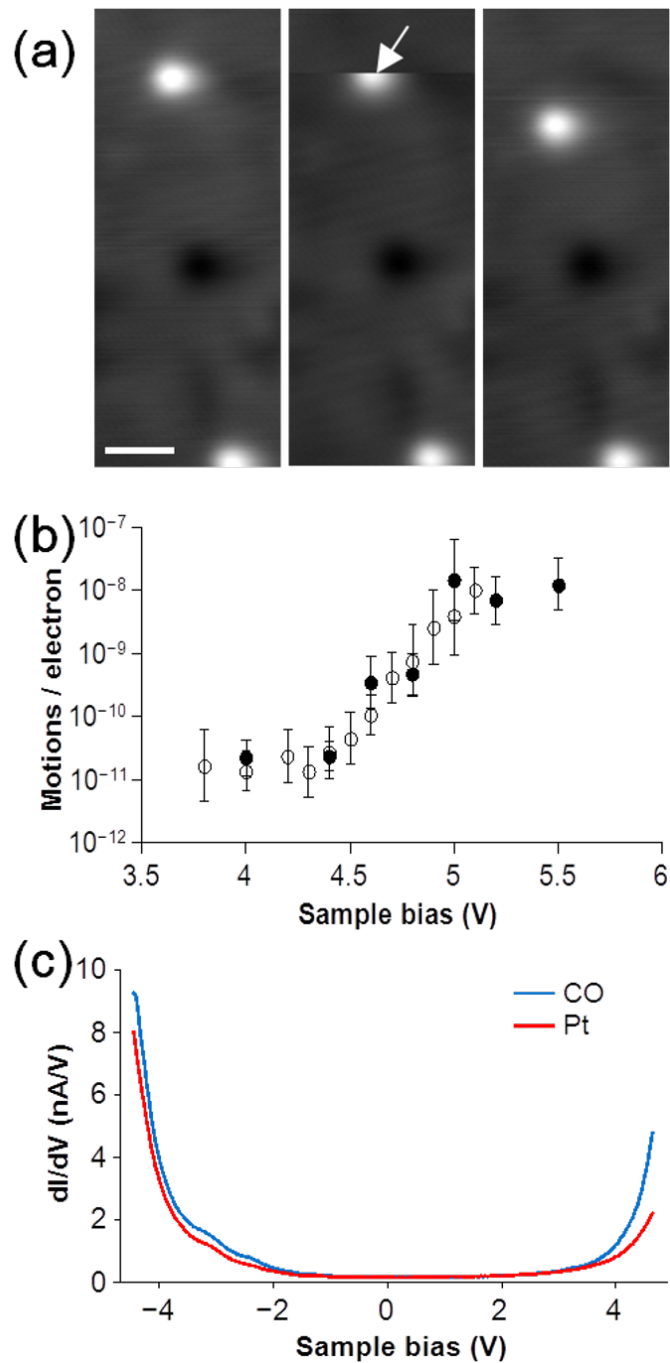 (a)
(b)
10⁻⁷
10⁻⁸
10⁻⁹
10⁻¹⁰
10⁻¹¹
10⁻¹²
Motions / electron
3.5 4 4.5 5 5.5 6
Sample bias (V)
(c)
10
8
6
4
2
0
dI/dV (nA/V)
CO
Pt
−4 −2 0 2 4
Sample bias (V)